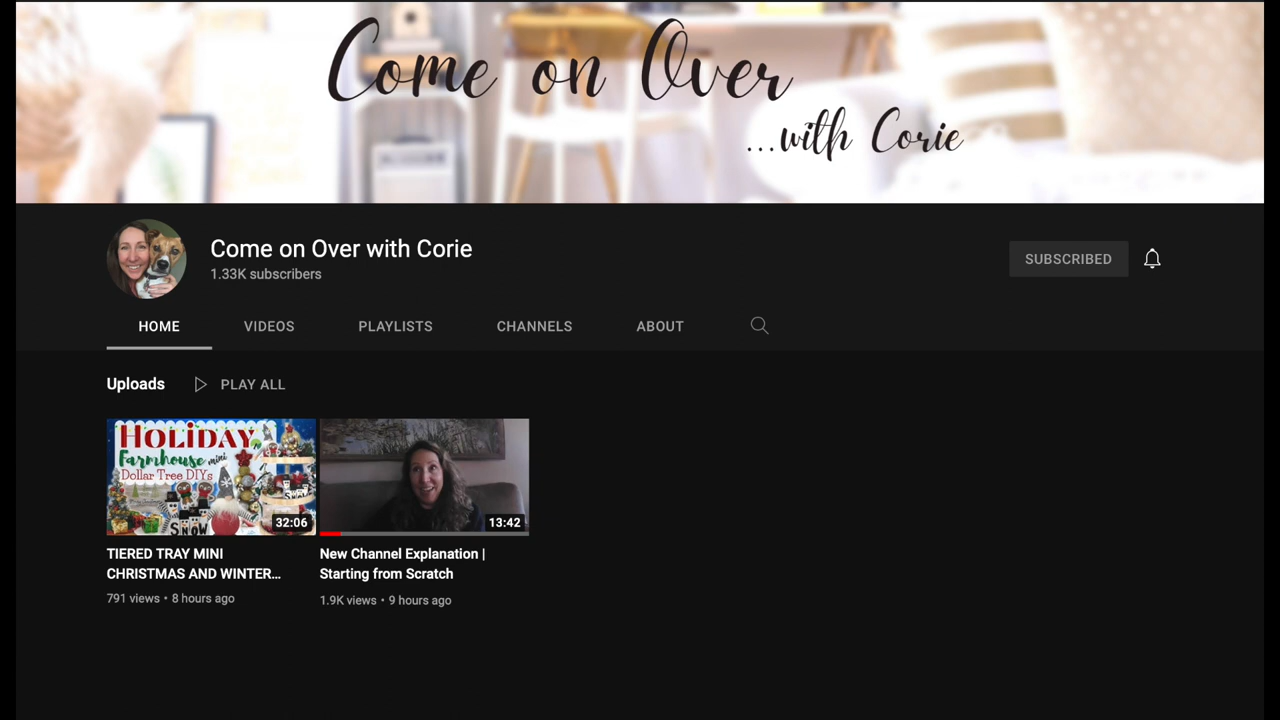 Come on Over
...with Corie
Come on Over with Corie
1.33K subscribers
SUBSCRIBED
HOME VIDEOS PLAYLISTS CHANNELS ABOUT
Uploads PLAY ALL
HOLiDAY
Farmhouse mini
Dollar Tree DIYs
SNOW
SNOW
32:06
13:42
TIERED TRAY MINI
CHRISTMAS AND WINTER...
791 views • 8 hours ago
New Channel Explanation |
Starting from Scratch
1.9K views • 9 hours ago